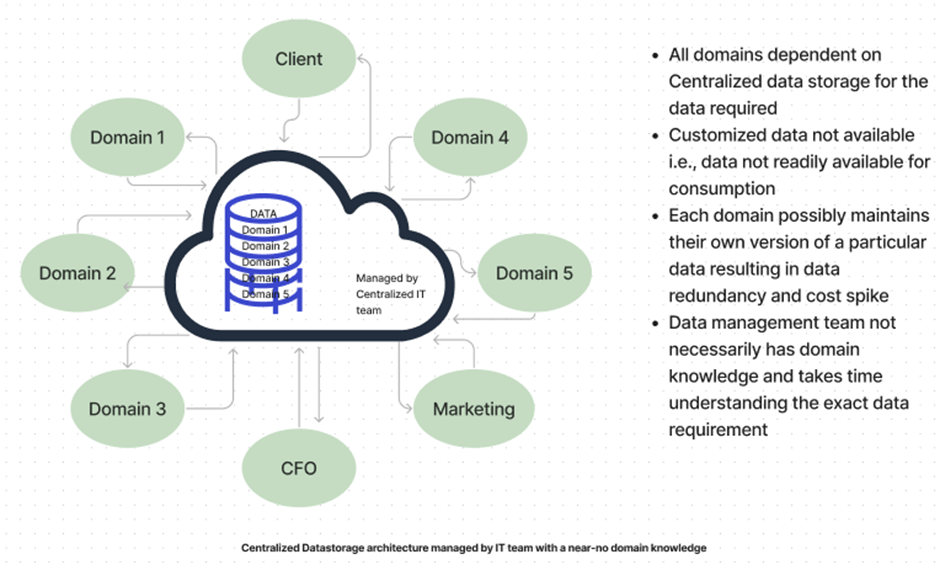 Client
Domain 1
Domain 4
Domain 2
Domain 5
Domain 3
Marketing
CFO
DATA
Domain 1
Domain 2
Domain 3
Domain 4
Domain 5
Managed by
Centralized IT
team
• All domains dependent on
Centralized data storage for the
data required
• Customized data not available
i.e., data not readily available for
consumption
• Each domain possibly maintains
their own version of a particular
data resulting in data
redundancy and cost spike
• Data management team not
necessarily has domain
knowledge and takes time
understanding the exact data
requirement
Centralized Datastorage architecture managed by IT team with a near-no domain knowledge